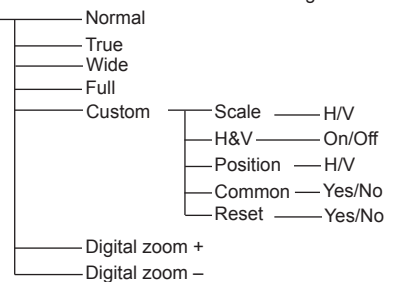 Normal
True
Wide
Full
Custom Scale H/V
H&V On/Off
Position H/V
Common Yes/No
Reset Yes/No
Digital zoom +
Digital zoom –